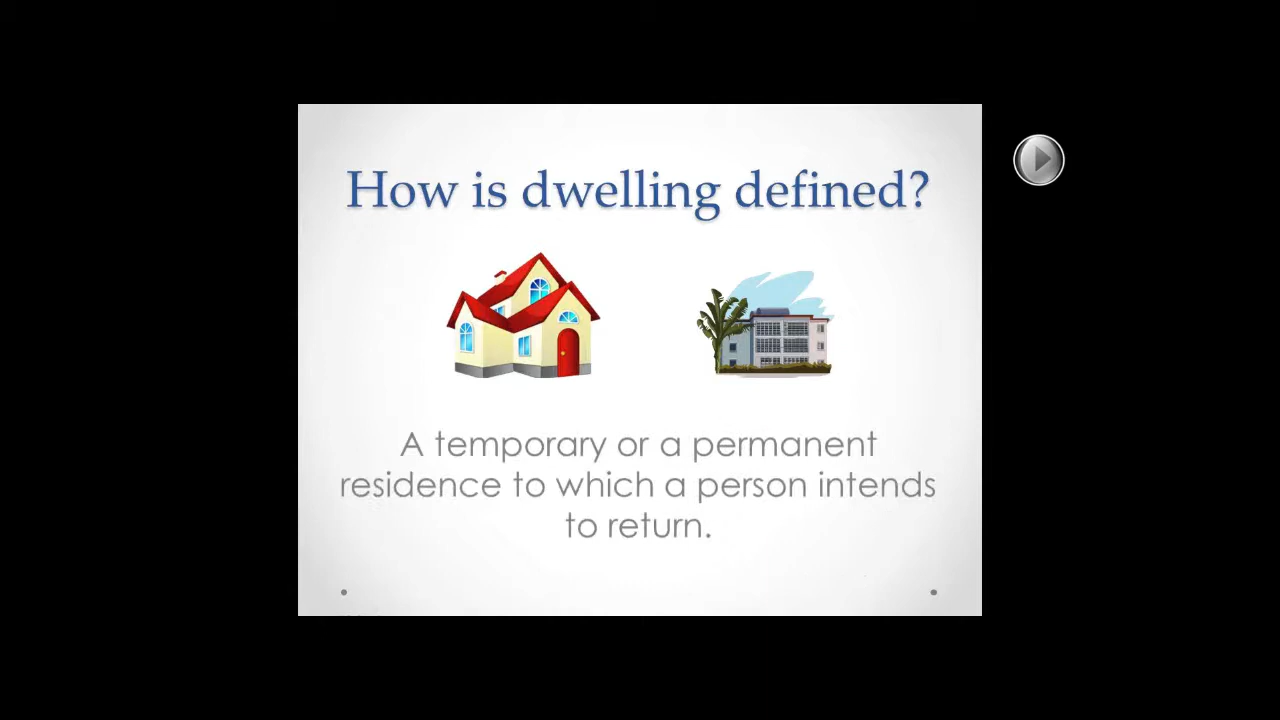 How is dwelling defined?
A temporary or a permanent
residence to which a person intends
to return.